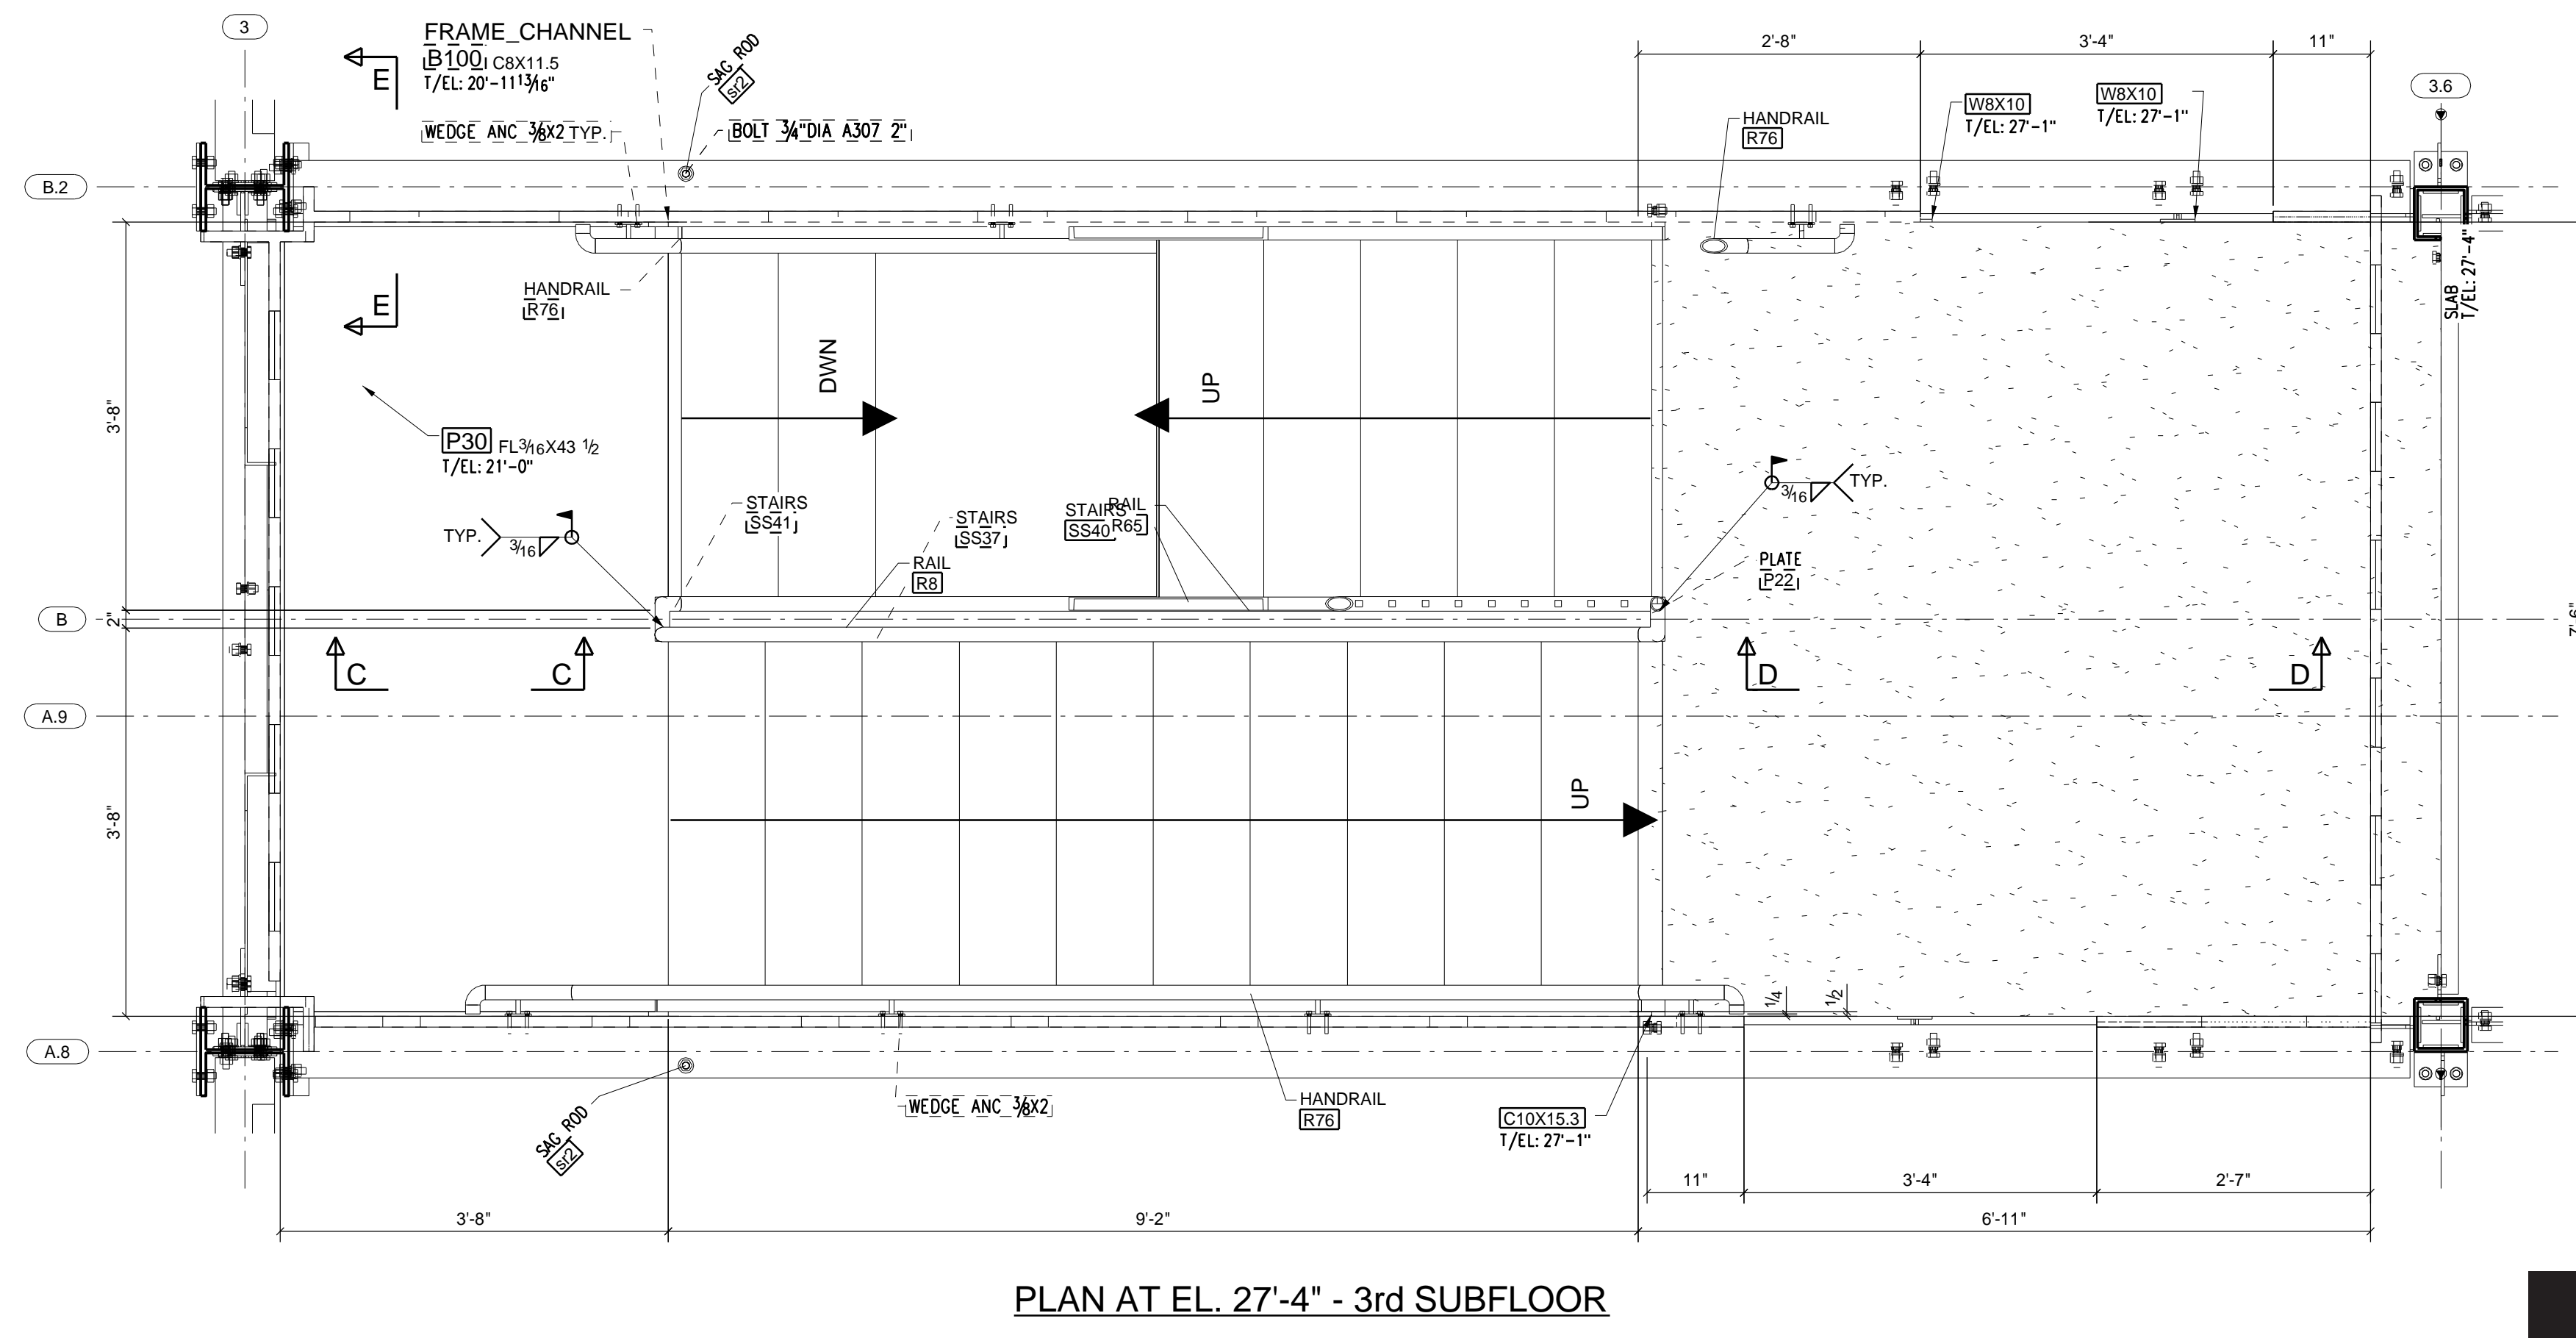 3
FRAME_CHANNEL
B100 C8X11.5
T/EL: 20'-11 13/16"
E
SAG ROD
sr2
WEDGE ANC 3/8X2 TYP.
BOLT 3/4"DIA A307 2"
2'-8"
3'-4"
11"
HANDRAIL
R76
W8X10
T/EL: 27'-1"
W8X10
T/EL: 27'-1"
3.6
B.2
SLAB
T/EL: 27'-4"
E
HANDRAIL
R76
DWN
UP
3'-8"
P30 FL3/16X43 1/2
T/EL: 21'-0"
TYP.
3/16
STAIRS
SS41
STAIRS
SS37
RAIL
R8
STAIRS
SS40
RAIL
R65
3/16
TYP.
PLATE
P22
B
2"
7'-6"
C
C
D
D
A.9
3'-8"
UP
1/4
1/2
A.8
SAG ROD
sr2
WEDGE ANC 3/8X2
HANDRAIL
R76
C10X15.3
T/EL: 27'-1"
11"
3'-4"
2'-7"
3'-8"
9'-2"
6'-11"
PLAN AT EL. 27'-4" - 3rd SUBFLOOR